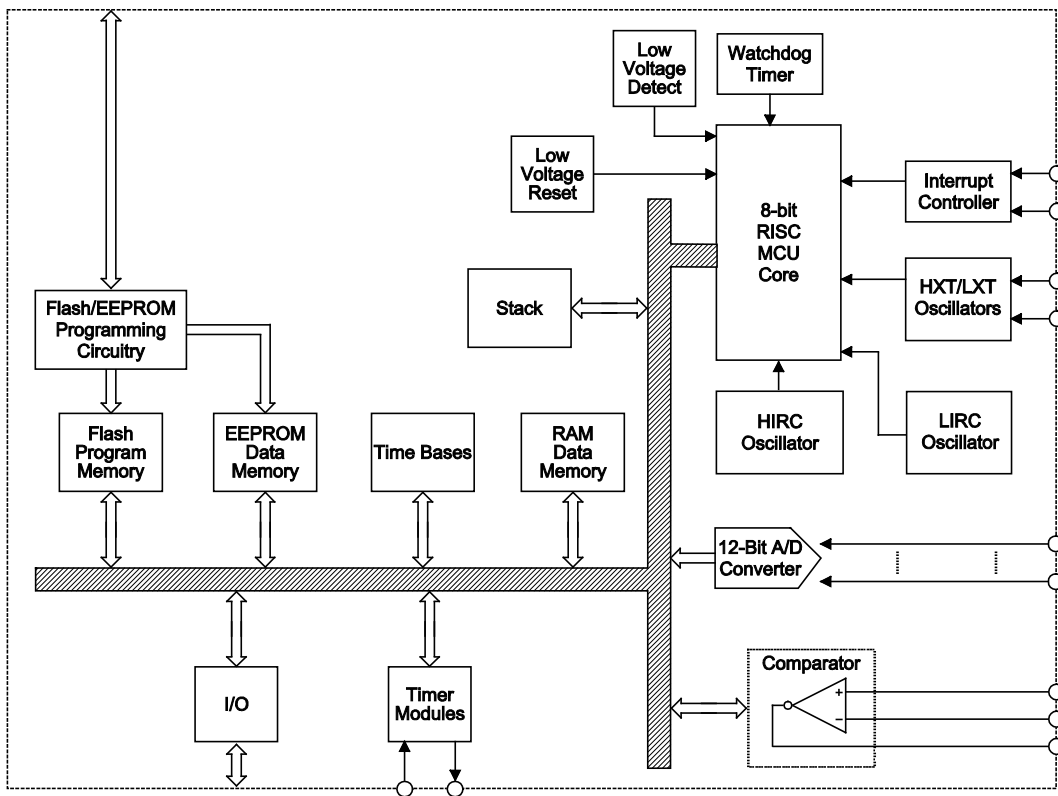 Low
Voltage
Detect
Watchdog
Timer
Low
Voltage
Reset
8-bit
RISC
MCU
Core
Interrupt
Controller
Stack
HXT/LXT
Oscillators
Flash/EEPROM
Programming
Circuitry
Flash
Program
Memory
EEPROM
Data
Memory
Time Bases
RAM
Data
Memory
HIRC
Oscillator
LIRC
Oscillator
12-Bit A/D
Converter
I/O
Timer
Modules
Comparator
+
−